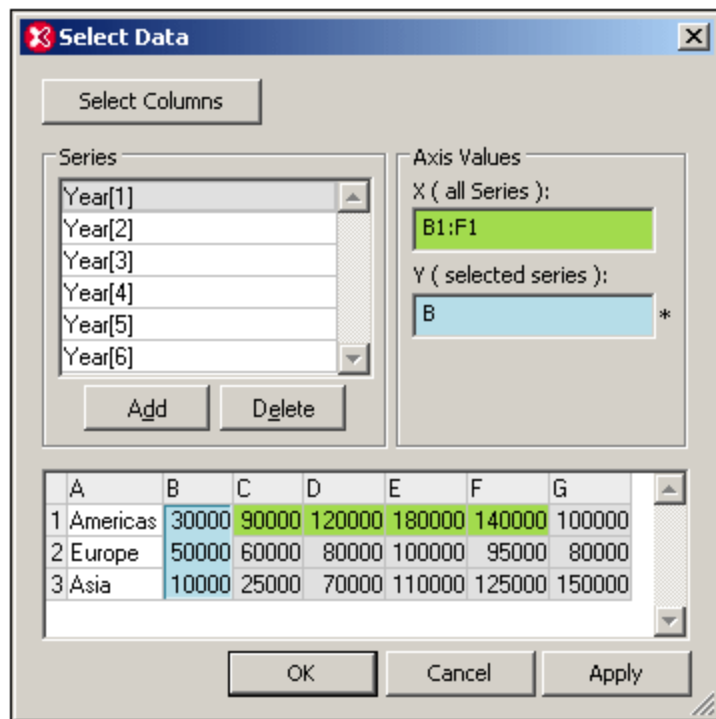 Select Data
Select Columns
Series
Year[1]
Year[2]
Year[3]
Year[4]
Year[5]
Year[6]
Add Delete
Axis Values
X ( all Series ):
B1:F1
Y ( selected series ):
B *
A B C D E F G
1 Americas 30000 90000 120000 180000 140000 100000
2 Europe 50000 60000 80000 100000 95000 80000
3 Asia 10000 25000 70000 110000 125000 150000
OK Cancel Apply